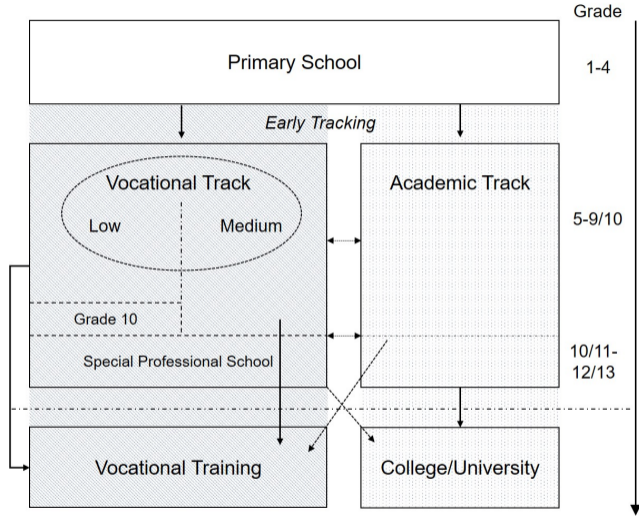 Grade
Primary School
1-4
Early Tracking
Vocational Track
Academic Track
Low
Medium
5-9/10
Grade 10
Special Professional School
10/11-
12/13
Vocational Training
College/University